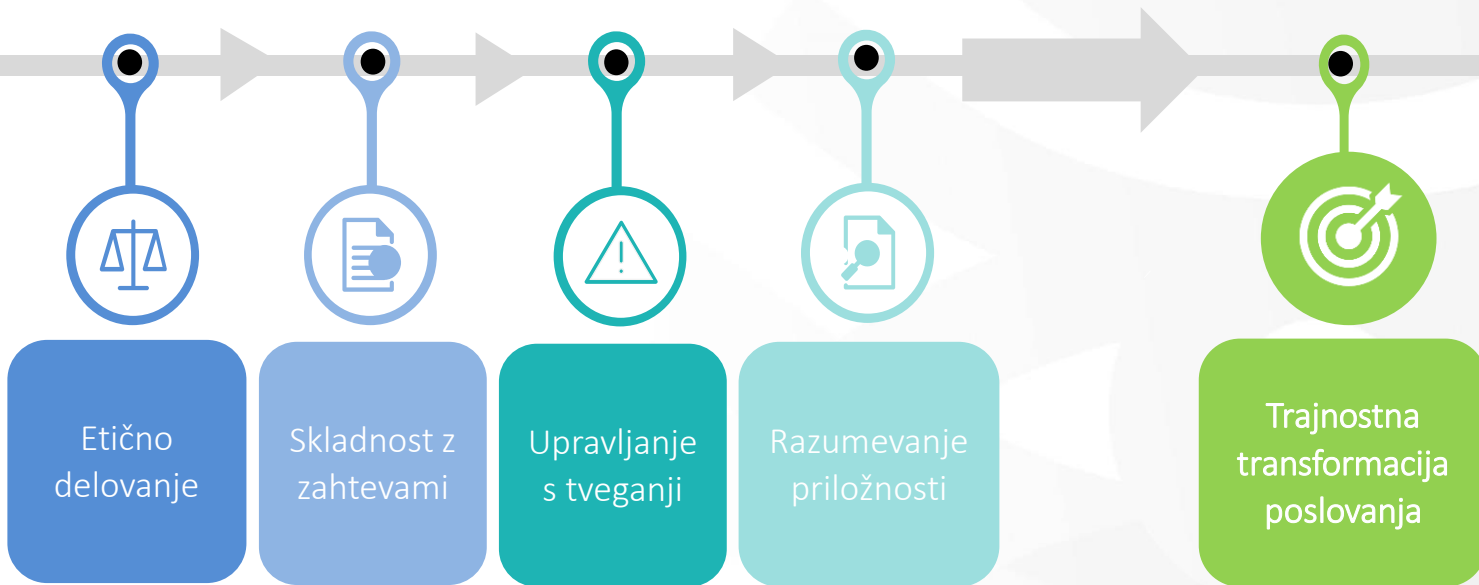 Etično
delovanje
Skladnost z
zahtevami
Upravljanje
s tveganji
Razumevanje
priložnosti
Trajnostna
transformacija
poslovanja